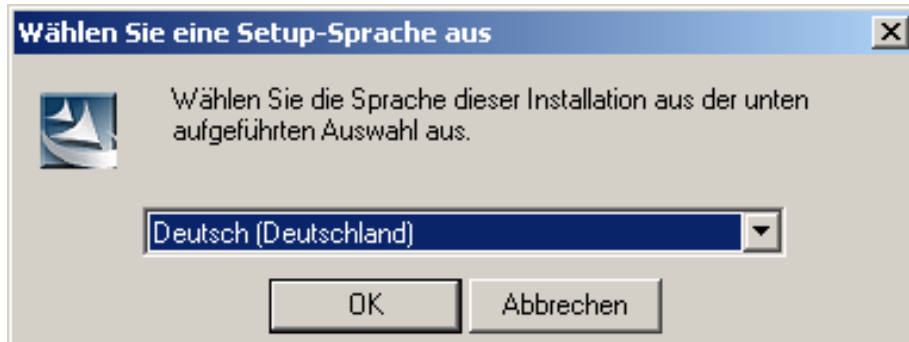 Wählen Sie eine Setup-Sprache aus
Wählen Sie die Sprache dieser Installation aus der unten
aufgeführten Auswahl aus.
Deutsch (Deutschland)
OK
Abbrechen